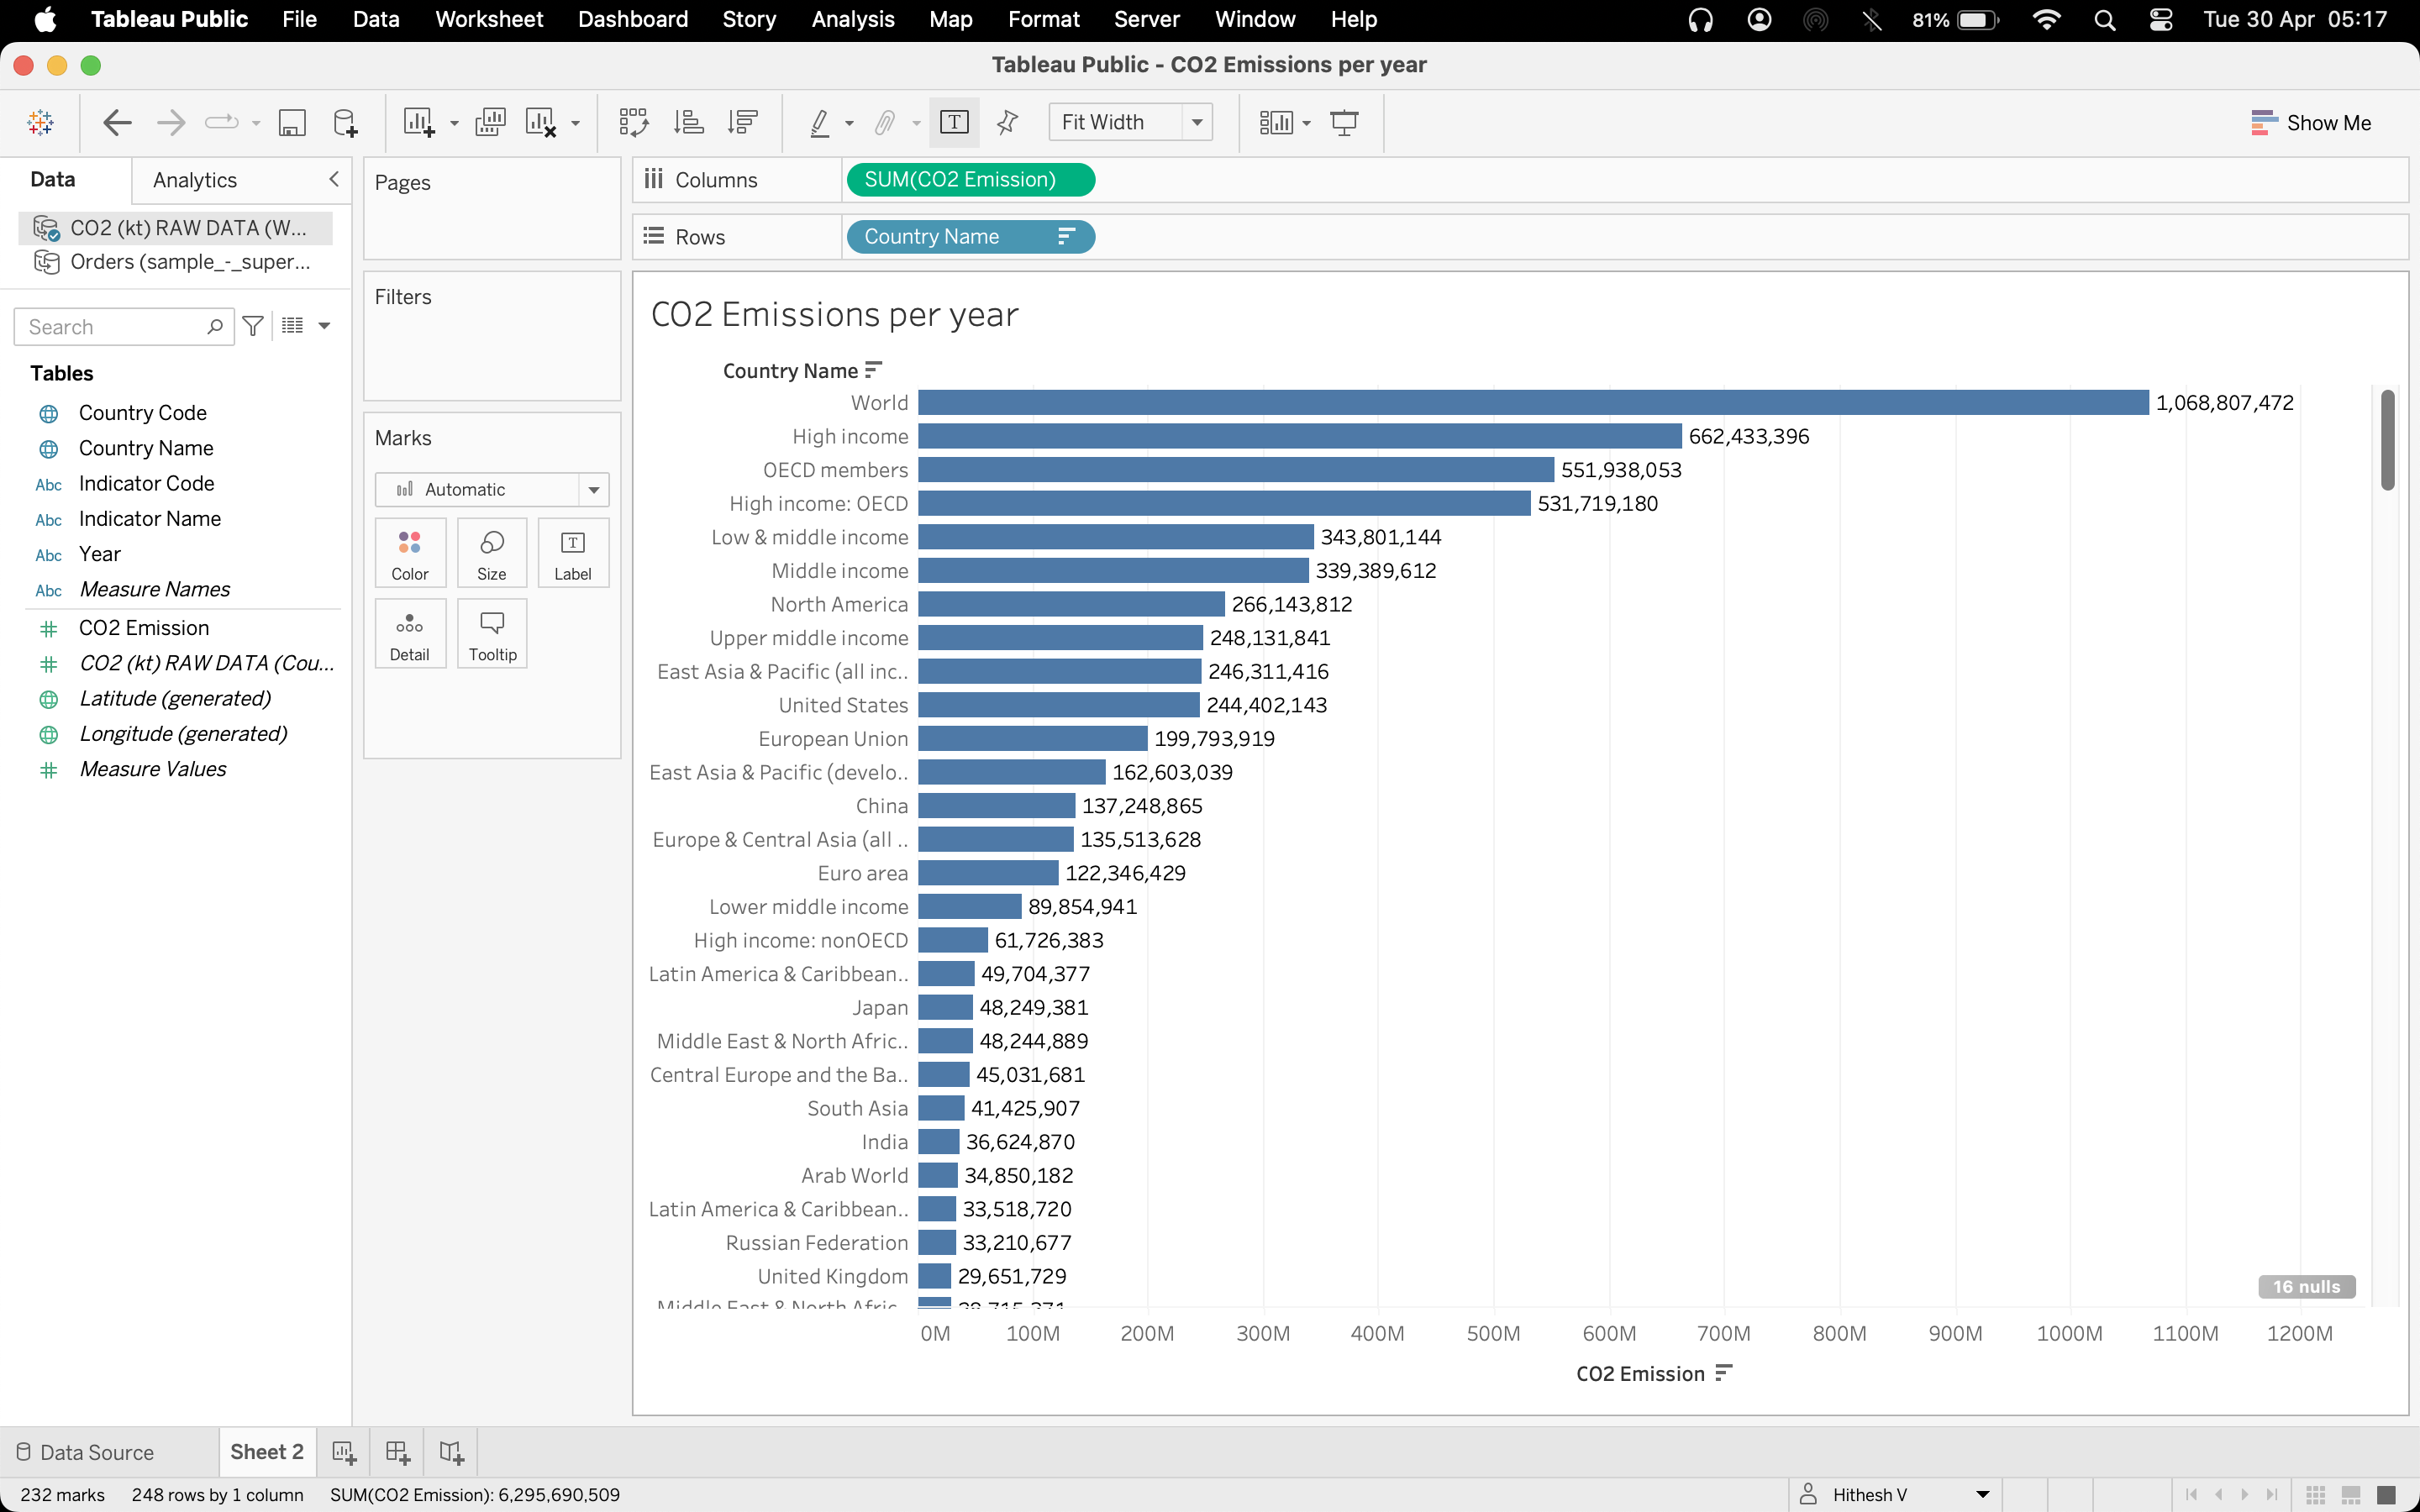 Tableau Public File Data Worksheet Dashboard Story Analysis Map Format Server Window Help 81% Tue 30 Apr 05:17
Tableau Public - CO2 Emissions per year
T Fit Width Show Me
Data Analytics
CO2 (kt) RAW DATA (W...
Orders (sample_-_super...
Search
Tables
Country Code
Country Name
Abc Indicator Code
Abc Indicator Name
Abc Year
Abc Measure Names
# CO2 Emission
# CO2 (kt) RAW DATA (Cou...
Latitude (generated)
Longitude (generated)
# Measure Values
Pages
Filters
Marks
Automatic
Color Size T Label
Detail Tooltip
Columns SUM(CO2 Emission)
Rows Country Name
CO2 Emissions per year
Country Name
World 1,068,807,472
High income 662,433,396
OECD members 551,938,053
High income: OECD 531,719,180
Low & middle income 343,801,144
Middle income 339,389,612
North America 266,143,812
Upper middle income 248,131,841
East Asia & Pacific (all inc.. 246,311,416
United States 244,402,143
European Union 199,793,919
East Asia & Pacific (develo.. 162,603,039
China 137,248,865
Europe & Central Asia (all .. 135,513,628
Euro area 122,346,429
Lower middle income 89,854,941
High income: nonOECD 61,726,383
Latin America & Caribbean.. 49,704,377
Japan 48,249,381
Middle East & North Afric.. 48,244,889
Central Europe and the Ba.. 45,031,681
South Asia 41,425,907
India 36,624,870
Arab World 34,850,182
Latin America & Caribbean.. 33,518,720
Russian Federation 33,210,677
United Kingdom 29,651,729
Middle East & North Afric..
16 nulls
0M 100M 200M 300M 400M 500M 600M 700M 800M 900M 1000M 1100M 1200M
CO2 Emission
Data Source Sheet 2
232 marks 248 rows by 1 column SUM(CO2 Emission): 6,295,690,509 Hithesh V